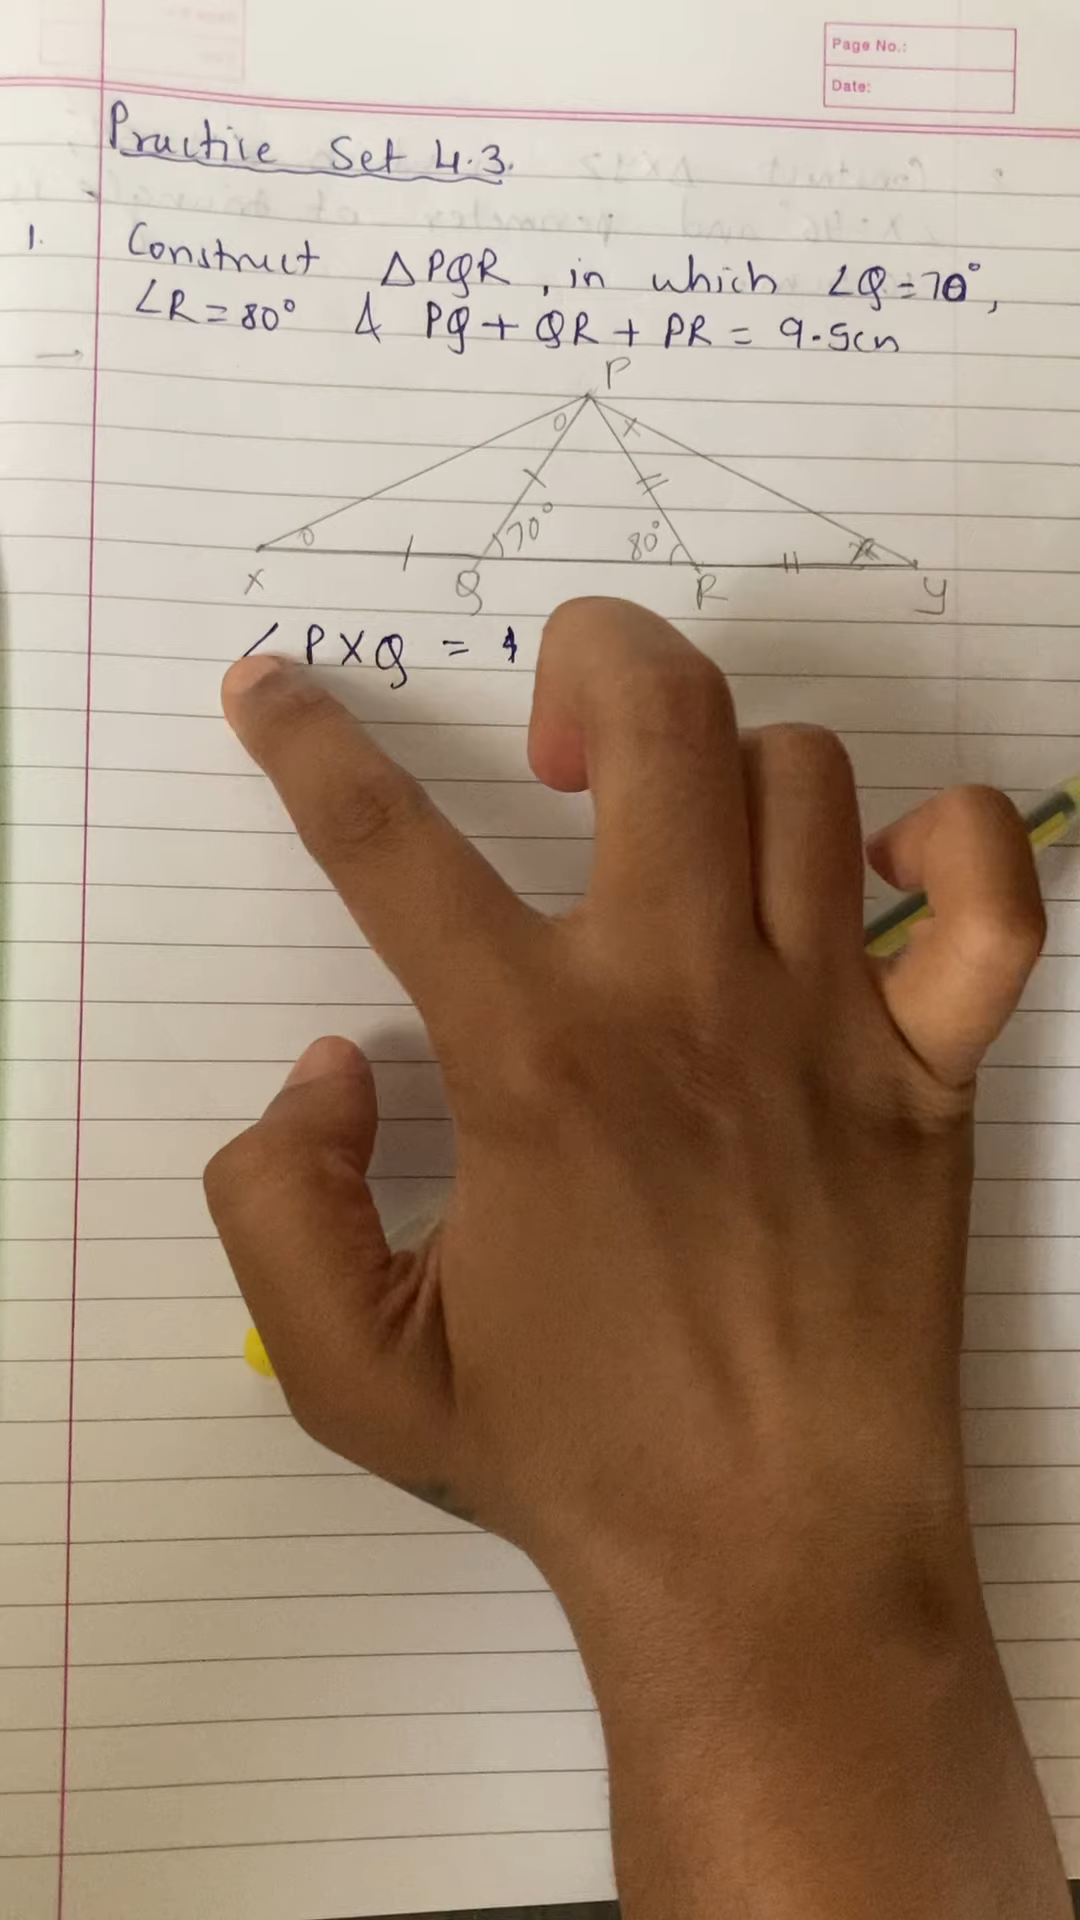 Page No.:
Date:
Practice Set 4.3.
1. Construct △PQR, in which ∠Q=70°,
∠R=80° & PQ+QR+PR= 9.5cm
P
o x
70° 80°
o x
X Q R Y
∠PXQ =